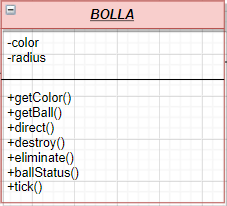 BOLLA
-color
-radius
+getColor()
+getBall()
+direct()
+destroy()
+eliminate()
+ballStatus()
+tick()